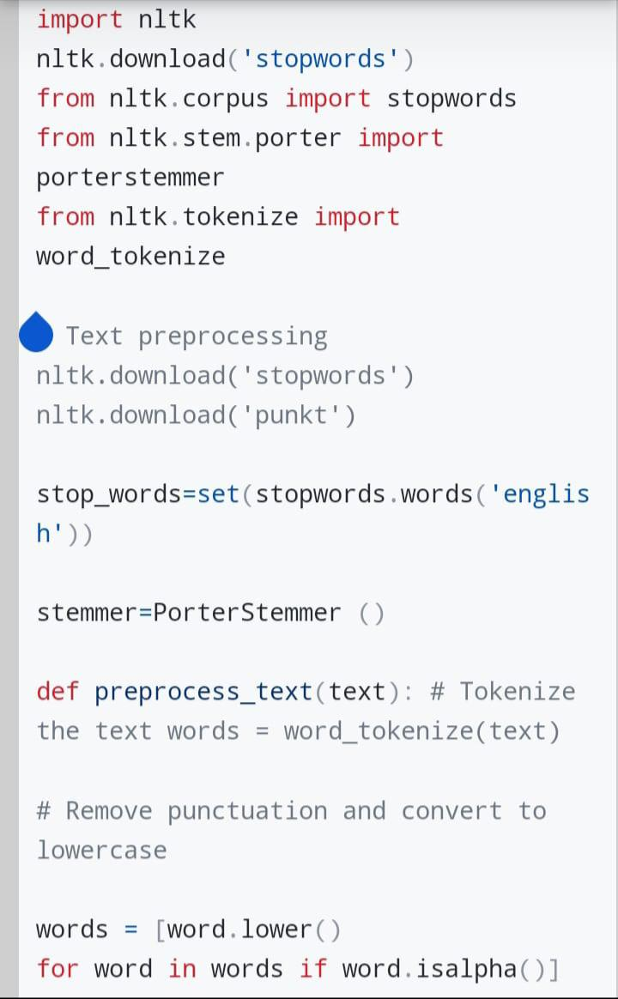 import nltk
nltk.download('stopwords')
from nltk.corpus import stopwords
from nltk.stem.porter import
porterstemmer
from nltk.tokenize import
word_tokenize
Text preprocessing
nltk.download('stopwords')
nltk.download('punkt')
stop_words=set(stopwords.words('englis
h'))
stemmer=PorterStemmer ()
def preprocess_text(text): # Tokenize
the text words = word_tokenize(text)
# Remove punctuation and convert to
lowercase
words = [word.lower()
for word in words if word.isalpha()]